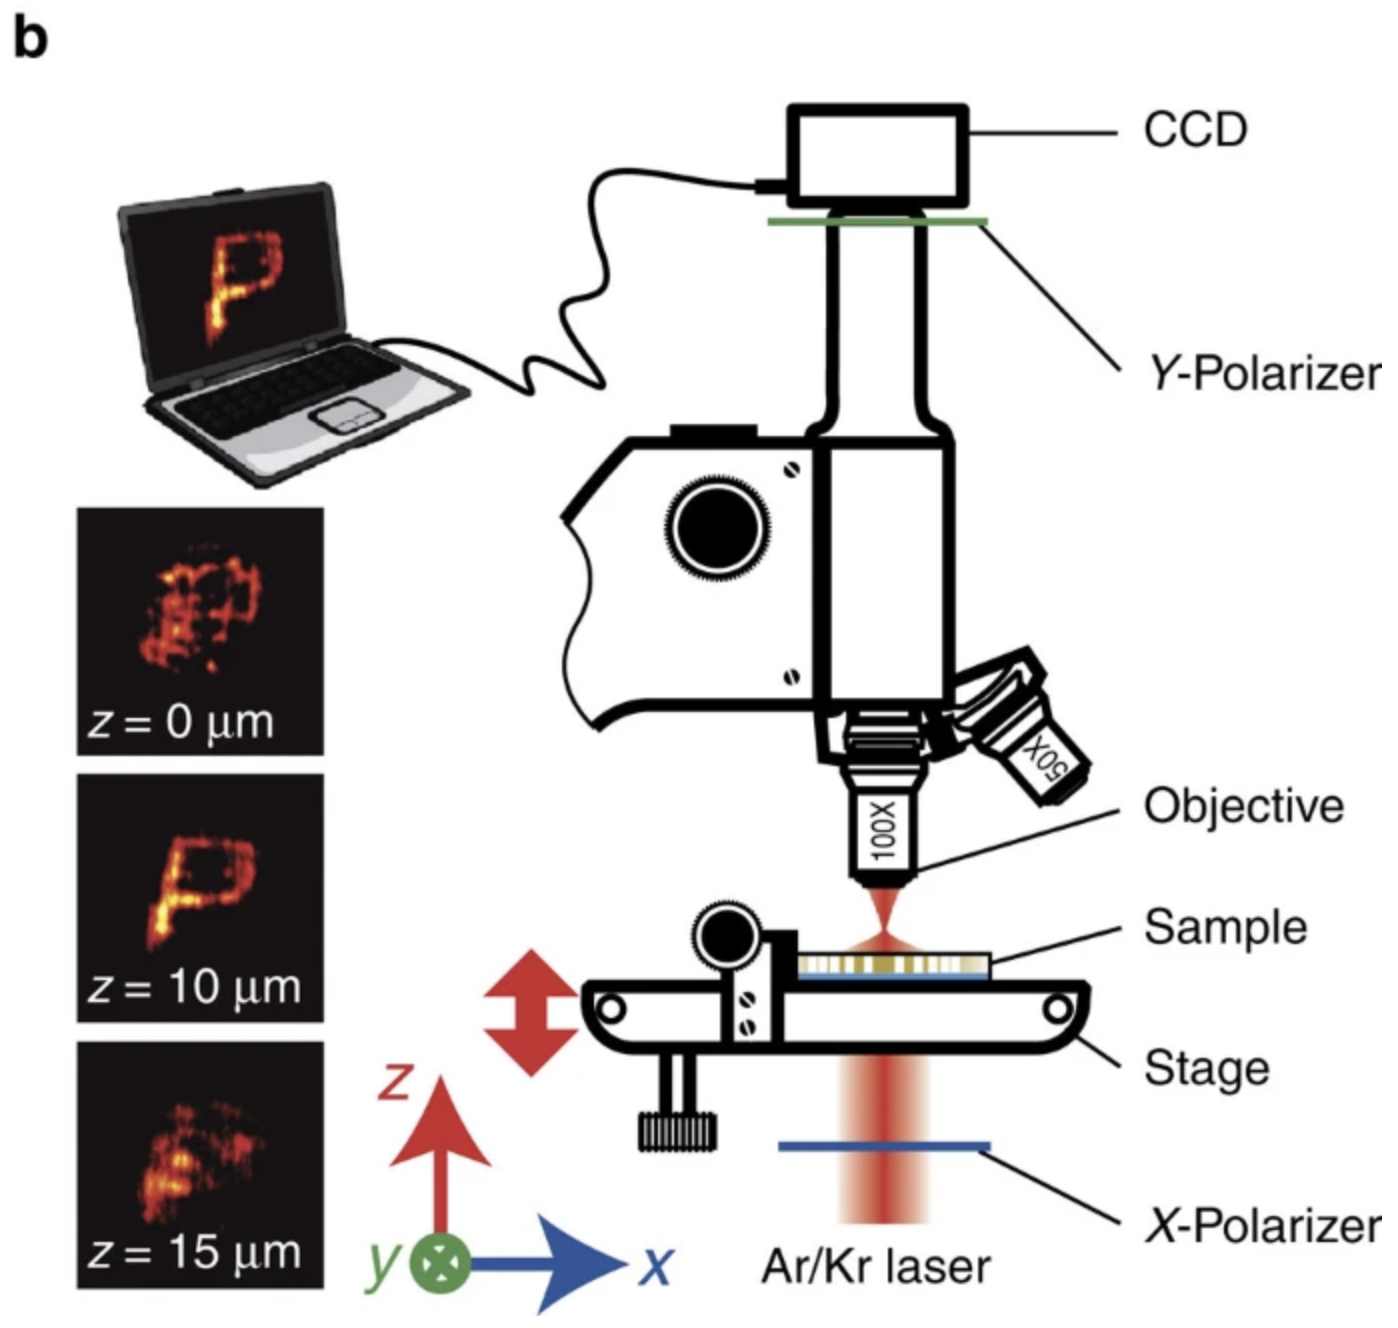 b
CCD
Y-Polarizer
50X
100X
Objective
Sample
Stage
X-Polarizer
Ar/Kr laser
z = 0 μm
z = 10 μm
z = 15 μm
z
y
x
P